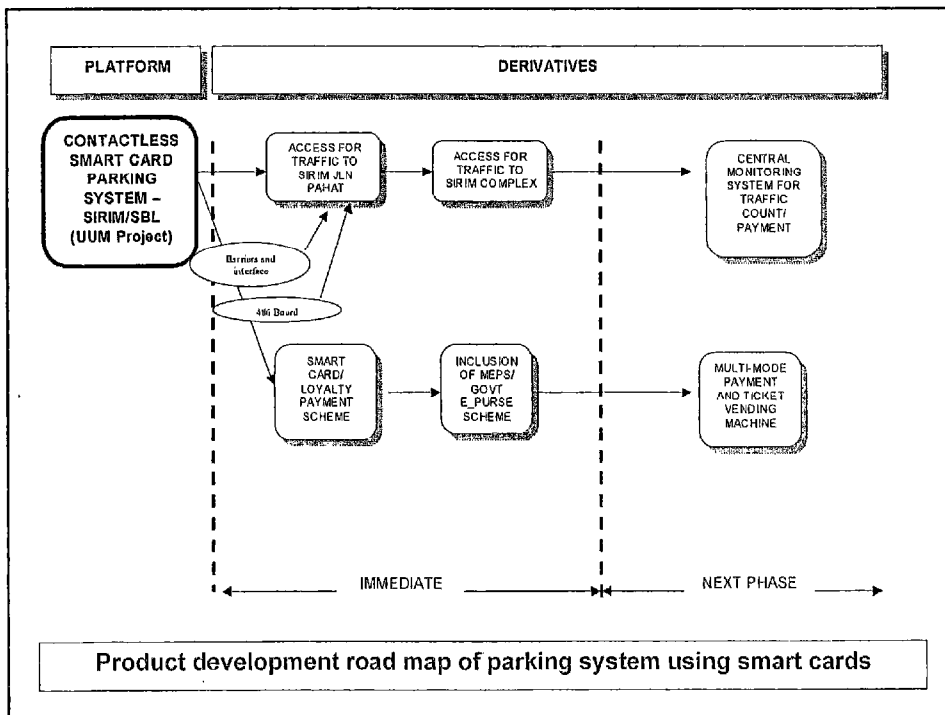 PLATFORM
DERIVATIVES
CONTACTLESS
SMART CARD
PARKING
SYSTEM –
SIRIM/SBL
(UUM Project)
ACCESS FOR
TRAFFIC TO
SIRIM JLN
PAHAT
ACCESS FOR
TRAFFIC TO
SIRIM COMPLEX
CENTRAL
MONITORING
SYSTEM FOR
TRAFFIC
COUNT/
PAYMENT
Barriers and
interface
486 Board
SMART
CARD/
LOYALTY
PAYMENT
SCHEME
INCLUSION
OF MEPS/
GOVT
E_PURSE
SCHEME
MULTI-MODE
PAYMENT
AND TICKET
VENDING
MACHINE
IMMEDIATE
NEXT PHASE
Product development road map of parking system using smart cards